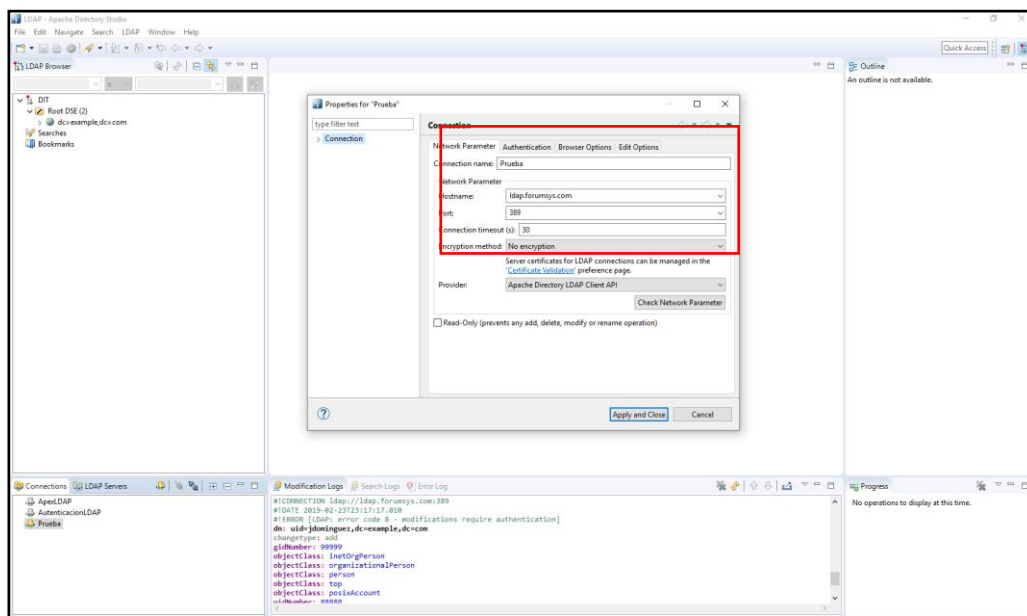 LDAP - Apache Directory Studio
File Edit Navigate Search LDAP Window Help
Quick Access
LDAP Browser
DIT
Root DSE (2)
dc=example,dc=com
Searches
Bookmarks
Outline
An outline is not available.
Properties for "Prueba"
type filter text
Connection
Connection
Network Parameter Authentication Browser Options Edit Options
Connection name: Prueba
Network Parameter
Hostname: ldap.forumsys.com
Port: 389
Connection timeout (s): 30
Encryption method: No encryption
Server certificates for LDAP connections can be managed in the
'Certificate Validation' preference page.
Provider: Apache Directory LDAP Client API
Check Network Parameter
Read-Only (prevents any add, delete, modify or rename operation)
Apply and Close Cancel
Connections LDAP Servers
ApexLDAP
AutenticacionLDAP
Prueba
Modification Logs Search Logs Error Log
#!CONNECTION ldap://ldap.forumsys.com:389
#!DATE 2019-02-23T23:17:17.010
#!ERROR [LDAP: error code 8 - modifications require authentication]
dn: uid=jdominguez,dc=example,dc=com
changetype: add
gidNumber: 99999
objectClass: inetOrgPerson
objectClass: organizationalPerson
objectClass: person
objectClass: top
objectClass: posixAccount
uidNumber: 88888
Progress
No operations to display at this time.